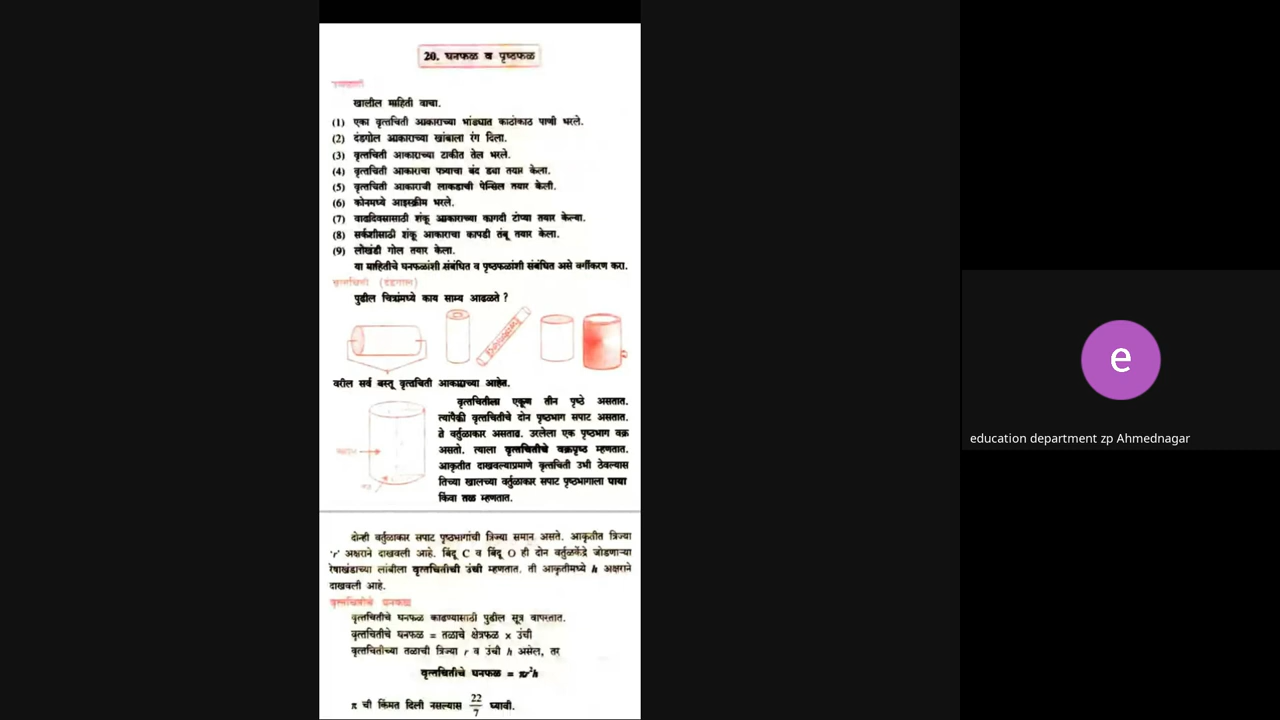 20. घनफळ व पृष्ठफळ
उजळणी
खालील माहिती वाचा.
(1) एका वृत्तचिती आकाराच्या भांड्यात काठोकाठ पाणी भरले.
(2) दंडगोल आकाराच्या खांबाला रंग दिला.
(3) वृत्तचिती आकाराच्या टाकीत तेल भरले.
(4) वृत्तचिती आकाराचा पत्र्याचा बंद डबा तयार केला.
(5) वृत्तचिती आकाराची लाकडाची पेन्सिल तयार केली.
(6) कोनमध्ये आइस्क्रीम भरले.
(7) वाढदिवसासाठी शंकू आकाराच्या कागदी टोप्या तयार केल्या.
(8) सर्कशीसाठी शंकू आकाराचा कापडी तंबू तयार केला.
(9) लोखंडी गोल तयार केला.
या माहितीचे घनफळांशी संबंधित व पृष्ठफळांशी संबंधित असे वर्गीकरण करा.
वृत्तचिती (दंडगोल)
पुढील चित्रांमध्ये काय साम्य आढळते ?
वरील सर्व वस्तू वृत्तचिती आकाराच्या आहेत.
वृत्तचितीला एकूण तीन पृष्ठे असतात.
त्यांपैकी वृत्तचितीचे दोन पृष्ठभाग सपाट असतात.
ते वर्तुळाकार असतात. उरलेला एक पृष्ठभाग वक्र
असतो. त्याला वृत्तचितीचे वक्रपृष्ठ म्हणतात.
आकृतीत दाखवल्याप्रमाणे वृत्तचिती उभी ठेवल्यास
तिच्या खालच्या वर्तुळाकार सपाट पृष्ठभागाला पाया
किंवा तळ म्हणतात.
दोन्ही वर्तुळाकार सपाट पृष्ठभागांची त्रिज्या समान असते. आकृतीत त्रिज्या
'r' अक्षराने दाखवली आहे. बिंदू C व बिंदू O ही दोन वर्तुळकेंद्रे जोडणाऱ्या
रेषाखंडाच्या लांबीला वृत्तचितीची उंची म्हणतात. ती आकृतीमध्ये h अक्षराने
दाखवली आहे.
वृत्तचितीचे घनफळ
वृत्तचितीचे घनफळ काढण्यासाठी पुढील सूत्र वापरतात.
वृत्तचितीचे घनफळ = तळाचे क्षेत्रफळ × उंची
वृत्तचितीच्या तळाची त्रिज्या r व उंची h असेल, तर
वृत्तचितीचे घनफळ = πr²h
π ची किंमत दिली नसल्यास 22/7 घ्यावी.
e
education department zp Ahmednagar